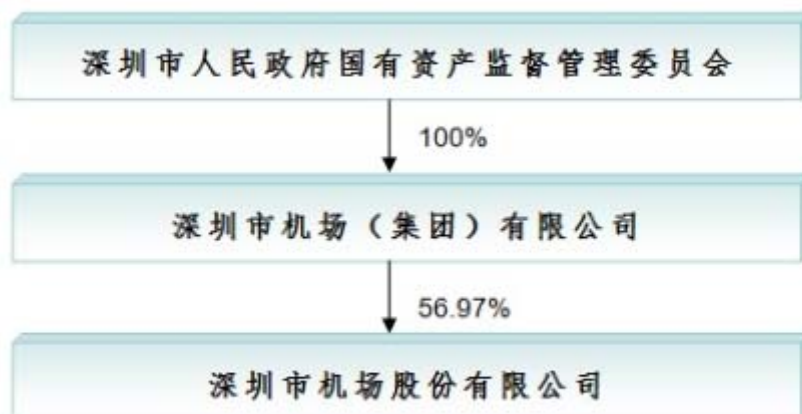 深圳市人民政府国有资产监督管理委员会
100%
深圳市机场（集团）有限公司
56.97%
深圳市机场股份有限公司